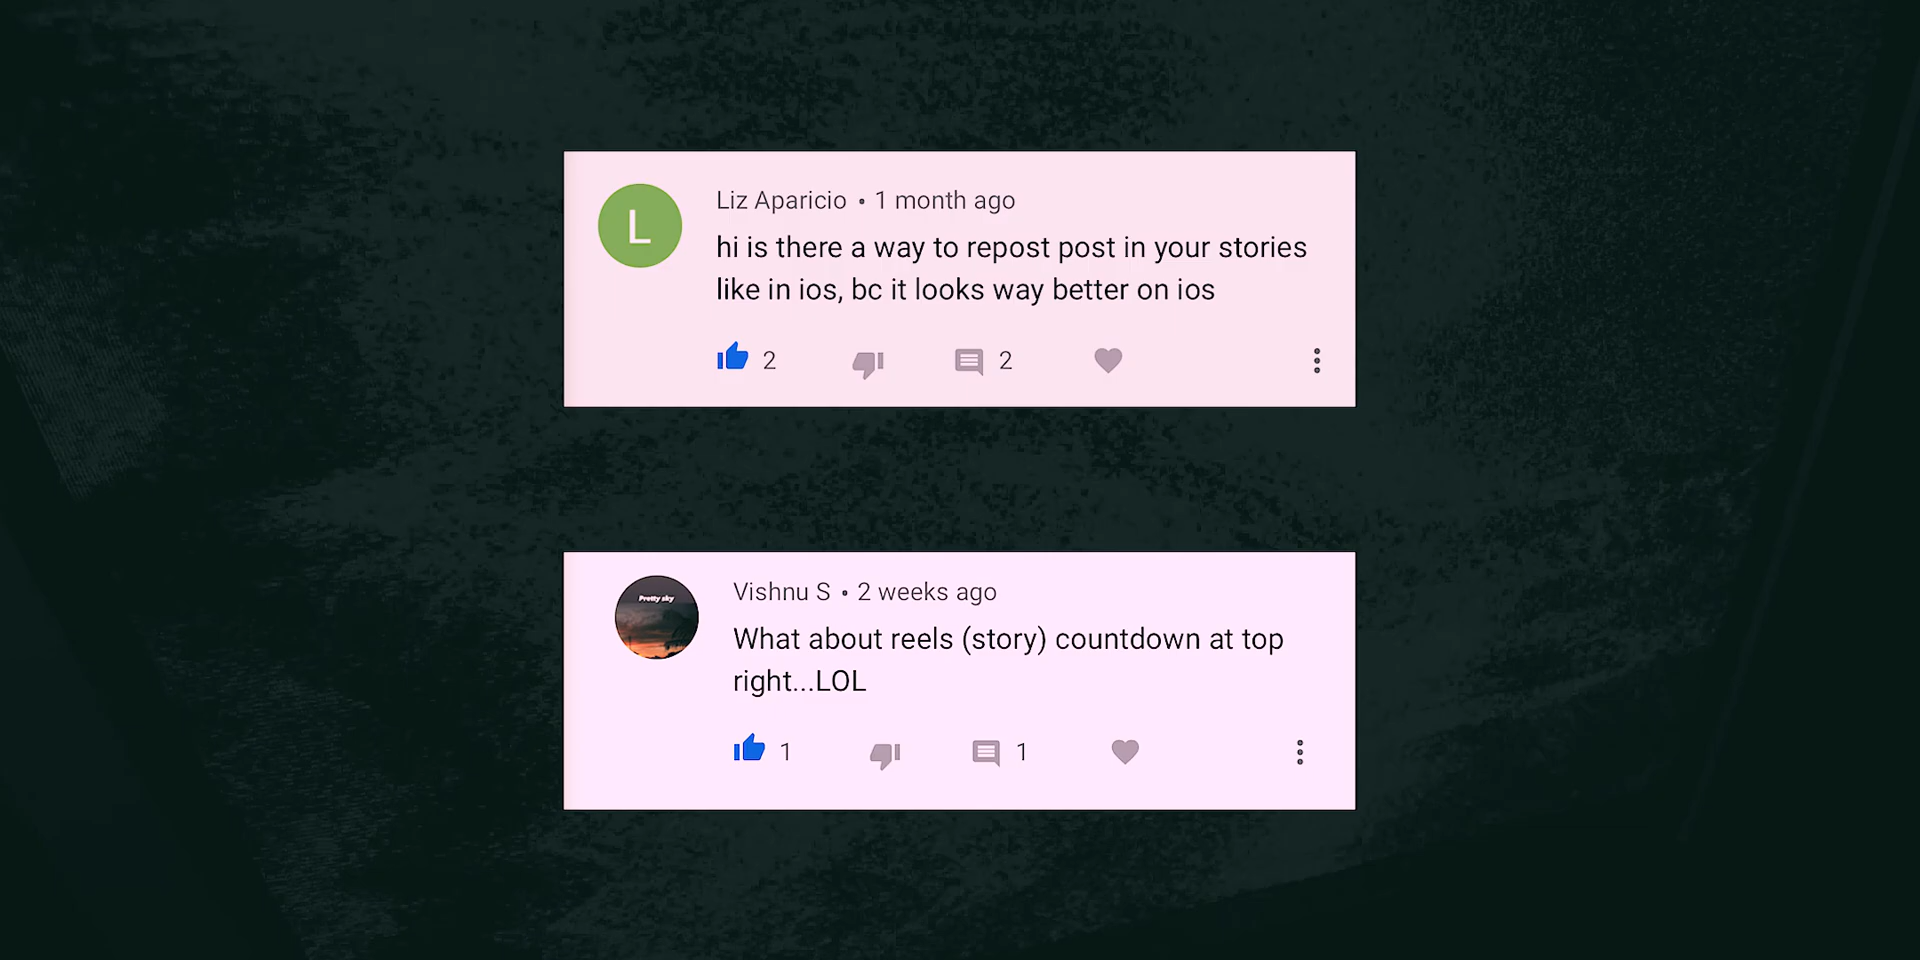 L
Liz Aparicio • 1 month ago
hi is there a way to repost post in your stories
like in ios, bc it looks way better on ios
2
2
Pretty sky
Vishnu S • 2 weeks ago
What about reels (story) countdown at top
right...LOL
1
1